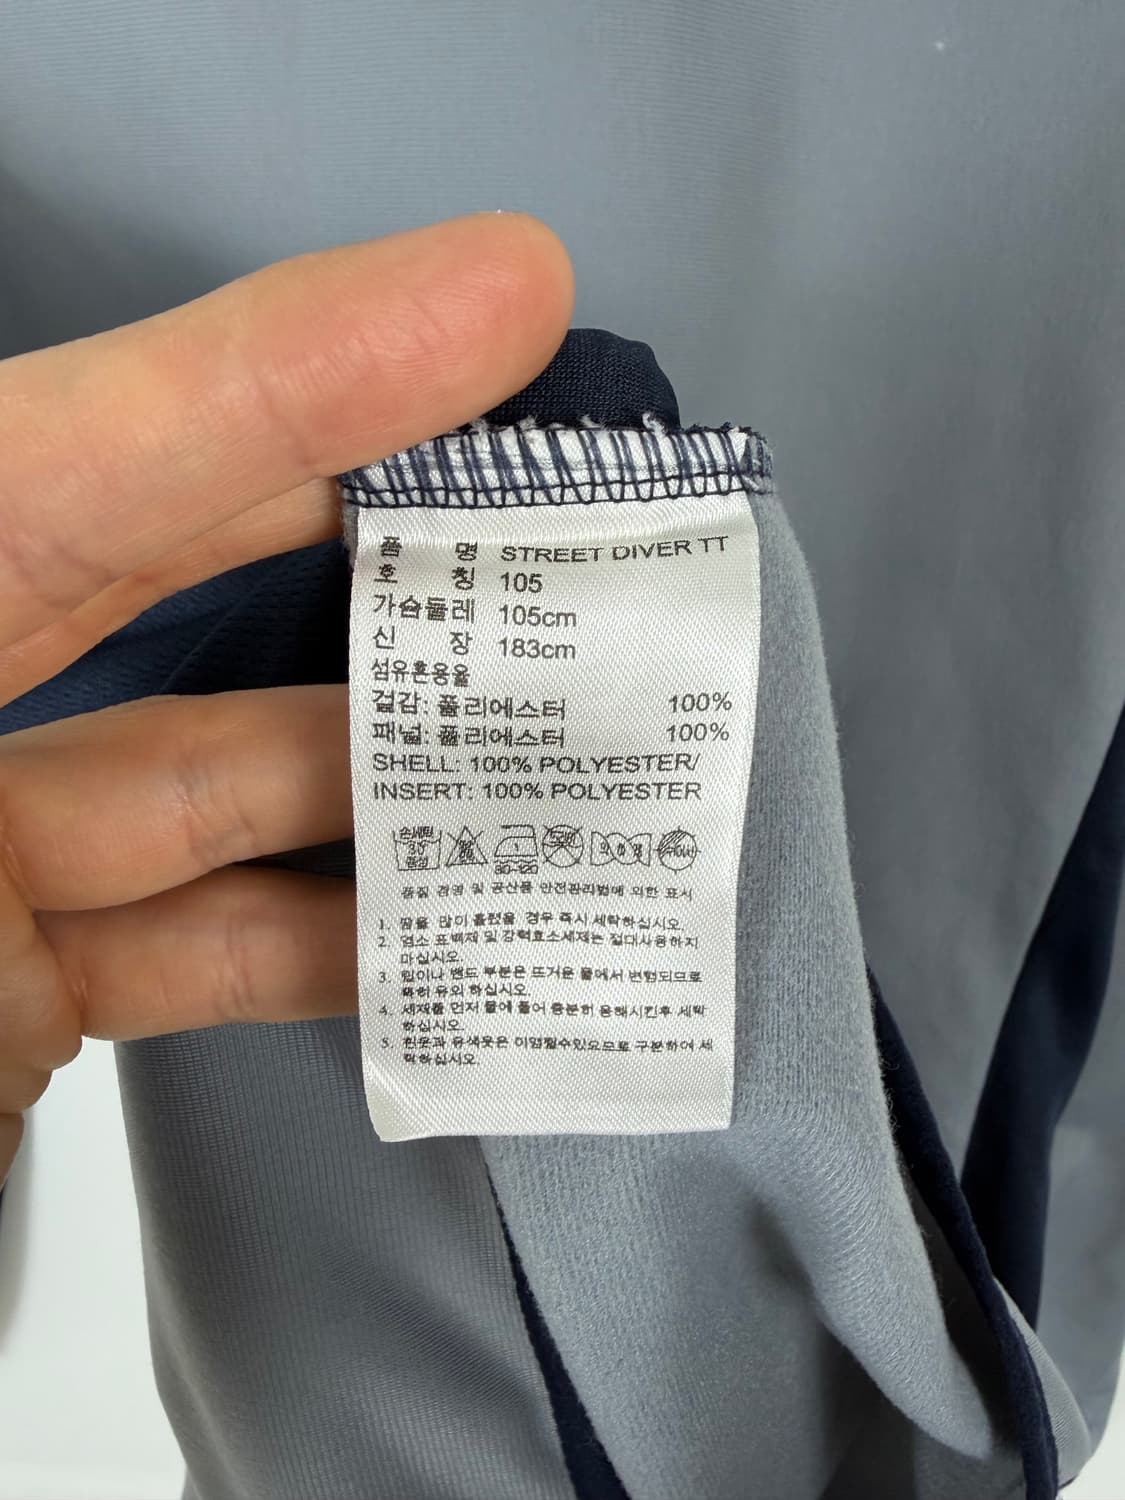 품 명 STREET DIVER TT
호 칭 105
가슴둘레 105cm
신 장 183cm
섬유혼용율
겉감: 폴리에스터 100%
패널: 폴리에스터 100%
SHELL: 100% POLYESTER/
INSERT: 100% POLYESTER
손세탁
중성
80~120
품질 경영 및 공산품 안전관리법에 의한 표시
1. 땀을 많이 흘렸을 경우 즉시 세탁하십시오.
2. 염소 표백제 및 강력효소세제는 절대사용하지
마십시오.
3. 립이나 밴드 부분은 뜨거운 물에서 변형되므로
특히 유의 하십시오.
4. 세제를 먼저 물에 풀어 충분히 용해시킨후 세탁
하십시오.
5. 흰옷과 유색옷은 이염될수있으므로 구분하여 세
탁하십시오.